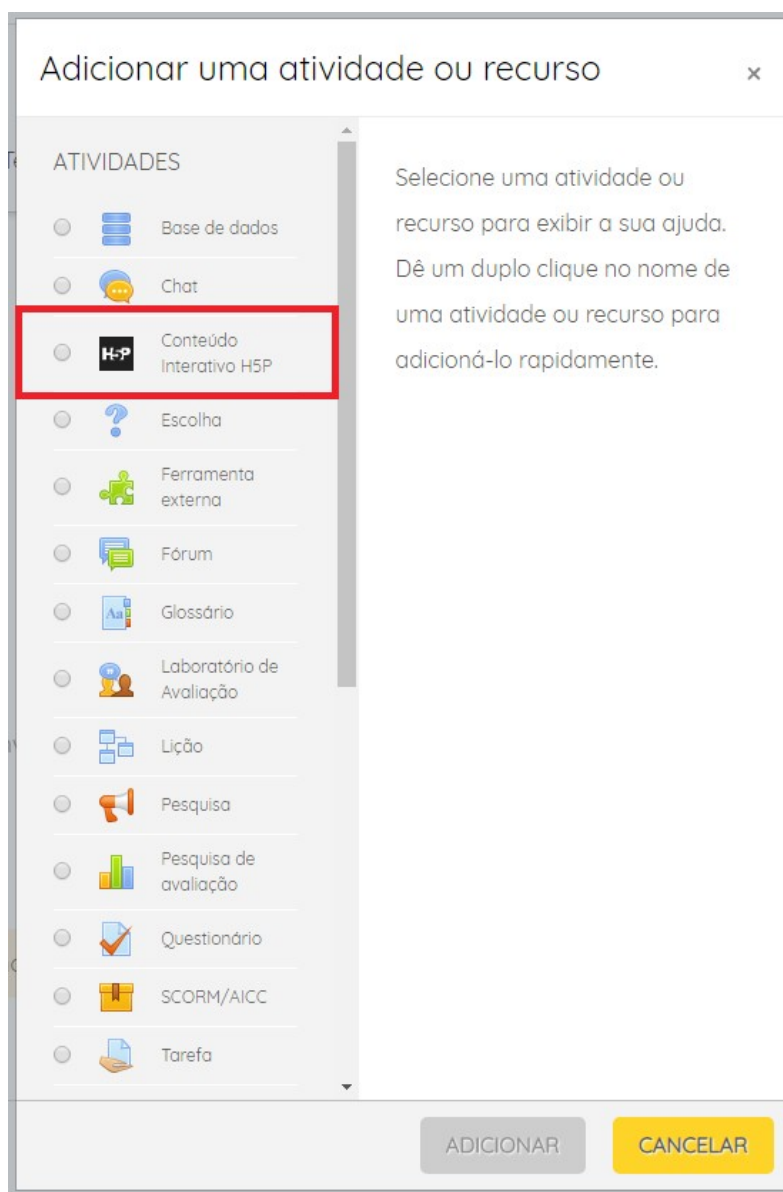 Adicionar uma atividade ou recurso
×
ATIVIDADES
Base de dados
Chat
H5P
Conteúdo
Interativo H5P
Escolha
Ferramenta
externa
Fórum
Aa
Glossário
Laboratório de
Avaliação
Lição
Pesquisa
Pesquisa de
avaliação
Questionário
SCORM/AICC
Tarefa
Selecione uma atividade ou
recurso para exibir a sua ajuda.
Dê um duplo clique no nome de
uma atividade ou recurso para
adicioná-lo rapidamente.
ADICIONAR
CANCELAR